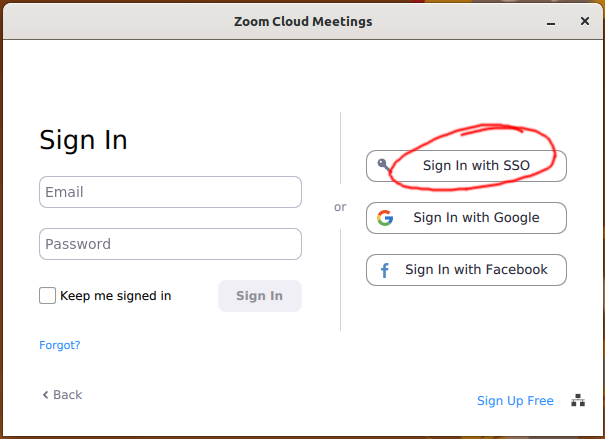 Zoom Cloud Meetings
Sign In
Email
Password
Keep me signed in
Sign In
Forgot?
Back
or
Sign In with SSO
Sign In with Google
Sign In with Facebook
Sign Up Free